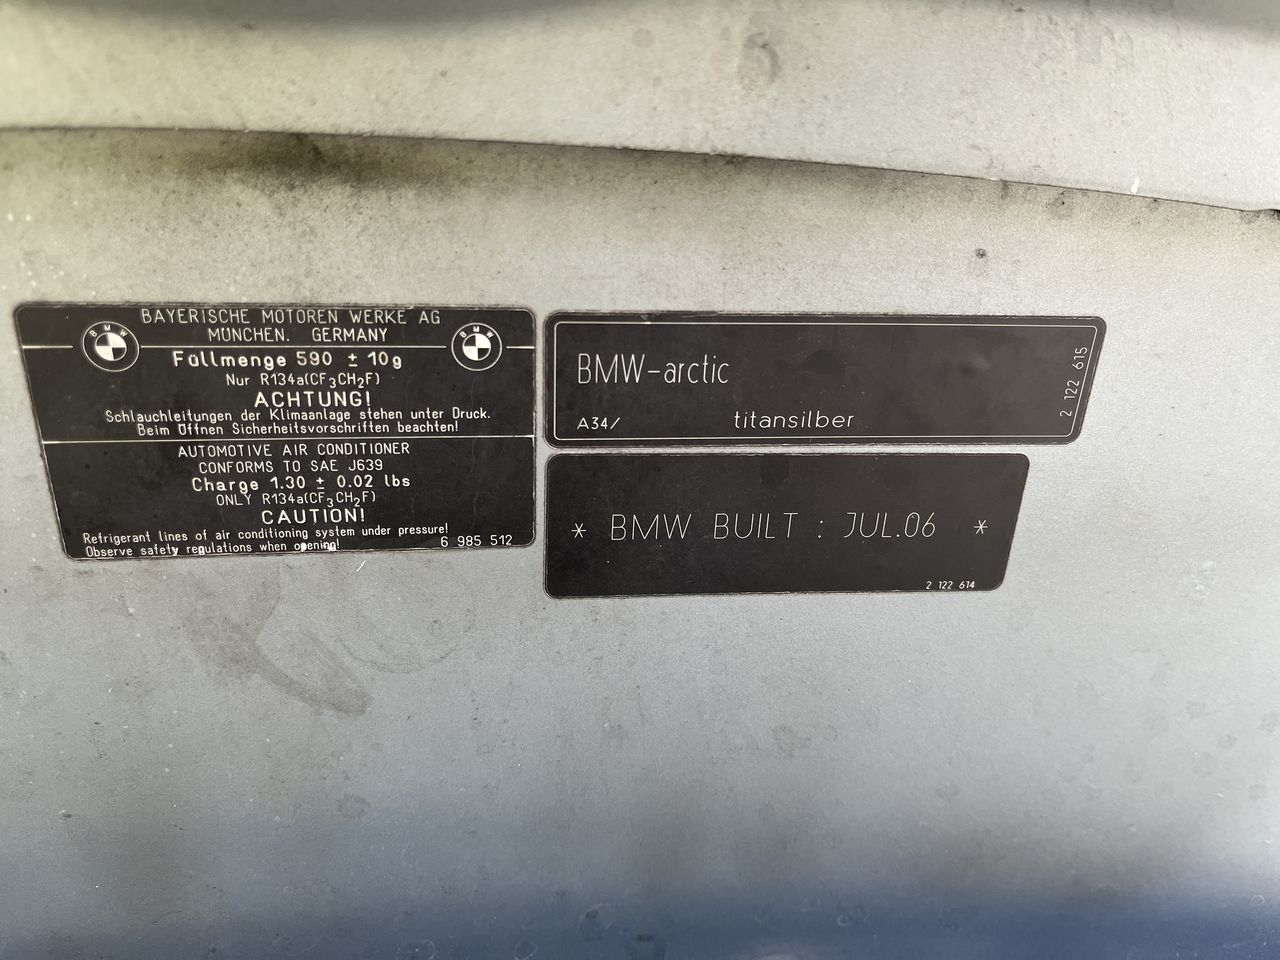 BAYERISCHE MOTOREN WERKE AG
MÜNCHEN. GERMANY
BMW
BMW
Füllmenge 590 ± 10g
Nur R134a(CF3CH2F)
ACHTUNG!
Schlauchleitungen der Klimaanlage stehen unter Druck.
Beim Öffnen Sicherheitsvorschriften beachten!
AUTOMOTIVE AIR CONDITIONER
CONFORMS TO SAE J639
Charge 1.30 ± 0.02 lbs
ONLY R134a(CF3CH2F)
CAUTION!
Refrigerant lines of air conditioning system under pressure!
Observe safety regulations when opening!
6 985 512
BMW-arctic
A34/ titansilber
2 122 615
* BMW BUILT : JUL.06 *
2 122 614